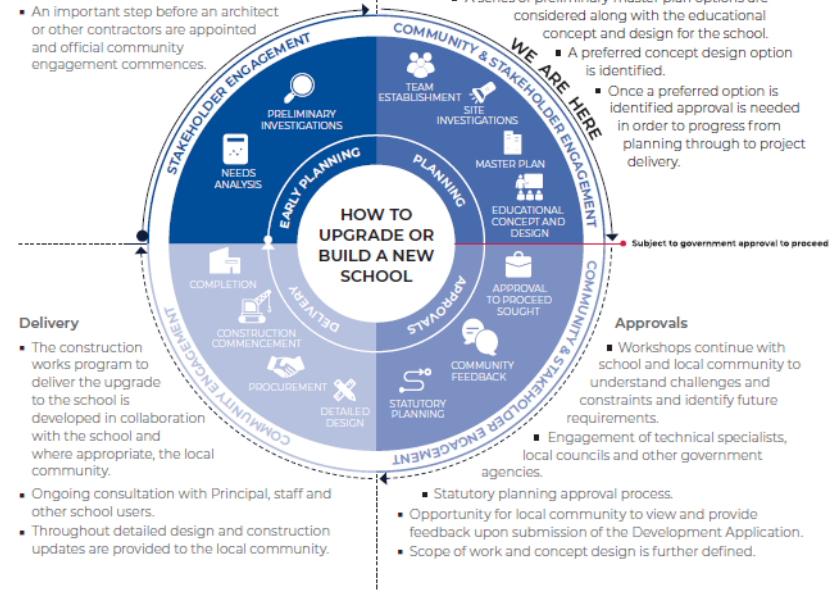 ▪ An important step before an architect
or other contractors are appointed
and official community
engagement commences.
▪ A series of preliminary master plan options are
considered along with the educational
concept and design for the school.
▪ A preferred concept design option
is identified.
▪ Once a preferred option is
identified approval is needed
in order to progress from
planning through to project
delivery.
STAKEHOLDER ENGAGEMENT
COMMUNITY & STAKEHOLDER ENGAGEMENT
WE ARE HERE
PRELIMINARY
INVESTIGATIONS
NEEDS
ANALYSIS
EARLY PLANNING
TEAM
ESTABLISHMENT
SITE
INVESTIGATIONS
MASTER PLAN
EDUCATIONAL
CONCEPT AND
DESIGN
PLANNING
HOW TO
UPGRADE OR
BUILD A NEW
SCHOOL
Subject to government approval to proceed
COMPLETION
CONSTRUCTION
COMMENCEMENT
PROCUREMENT
DETAILED
DESIGN
DELIVERY
COMMUNITY ENGAGEMENT
APPROVAL
TO PROCEED
SOUGHT
COMMUNITY
FEEDBACK
STATUTORY
PLANNING
APPROVALS
COMMUNITY & STAKEHOLDER ENGAGEMENT
Delivery
▪ The construction
works program to
deliver the upgrade
to the school is
developed in collaboration
with the school and
where appropriate, the local
community.
▪ Ongoing consultation with Principal, staff and
other school users.
▪ Throughout detailed design and construction
updates are provided to the local community.
Approvals
▪ Workshops continue with
school and local community to
understand challenges and
constraints and identify future
requirements.
▪ Engagement of technical specialists,
local councils and other government
agencies.
▪ Statutory planning approval process.
▪ Opportunity for local community to view and provide
feedback upon submission of the Development Application.
▪ Scope of work and concept design is further defined.